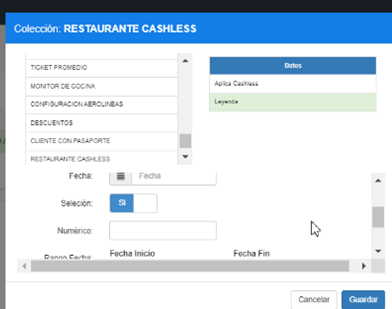 Colección: RESTAURANTE CASHLESS
TICKET PROMEDIO
MONITOR DE COCINA
CONFIGURACION AEROLINEAS
DESCUENTOS
CLIENTE CON PASAPORTE
RESTAURANTE CASHLESS
Datos
Aplica Cashless
Leyenda
Fecha: Fecha
Seleción: SI
Numérico:
Rango Fecha: Fecha Inicio Fecha Fin
Cancelar Guardar